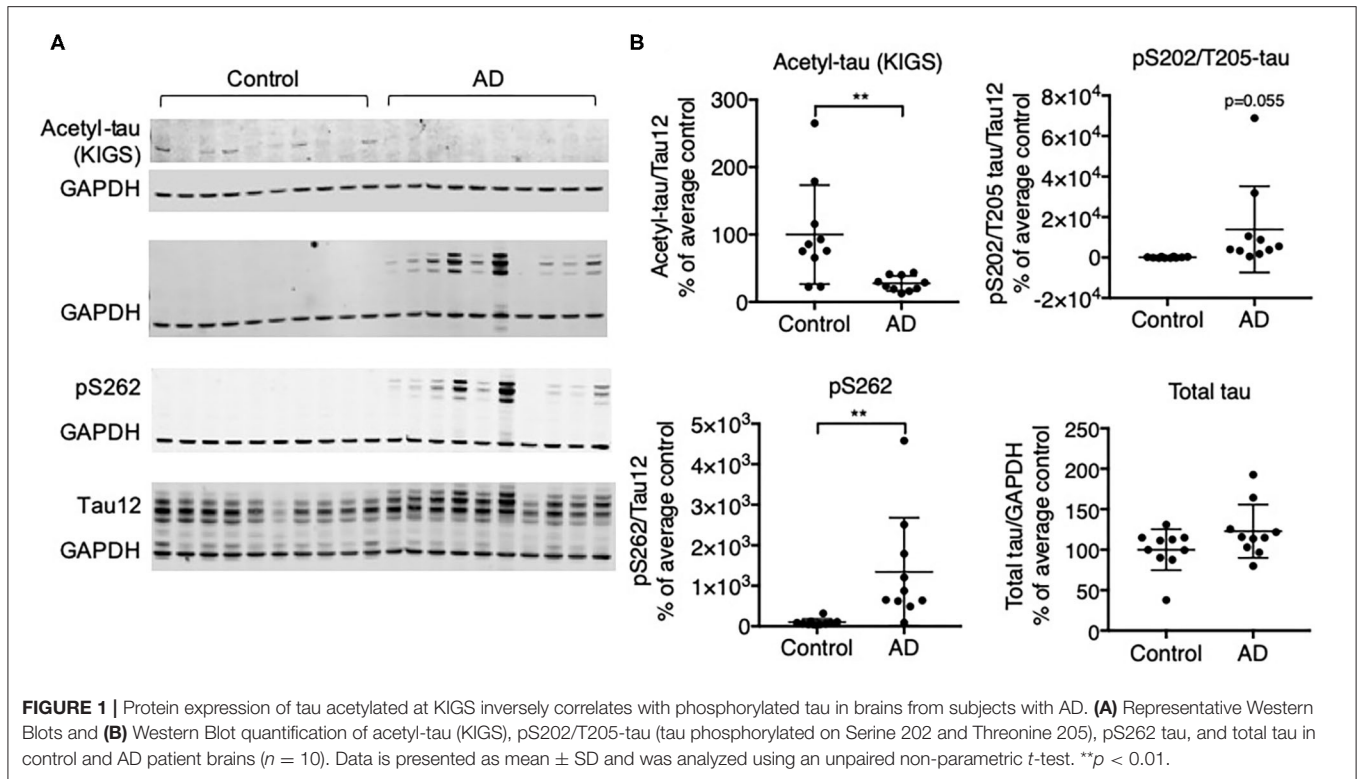 A
Control AD
Acetyl-tau
(KIGS)
GAPDH
GAPDH
pS262
GAPDH
Tau12
GAPDH
B
Acetyl-tau (KIGS)
Acetyl-tau/Tau12
% of average control
300
200
100
0
**
Control AD
pS202/T205-tau
pS202/T205 tau/Tau12
% of average control
8×10⁴
6×10⁴
4×10⁴
2×10⁴
0
-2×10⁴
p=0.055
Control AD
pS262
pS262/Tau12
% of average control
5×10³
4×10³
3×10³
2×10³
1×10³
0
**
Control AD
Total tau
Total tau/GAPDH
% of average control
250
200
150
100
50
0
Control AD
FIGURE 1 | Protein expression of tau acetylated at KIGS inversely correlates with phosphorylated tau in brains from subjects with AD. (A) Representative Western
Blots and (B) Western Blot quantification of acetyl-tau (KIGS), pS202/T205-tau (tau phosphorylated on Serine 202 and Threonine 205), pS262 tau, and total tau in
control and AD patient brains (n = 10). Data is presented as mean ± SD and was analyzed using an unpaired non-parametric t-test. **p < 0.01.